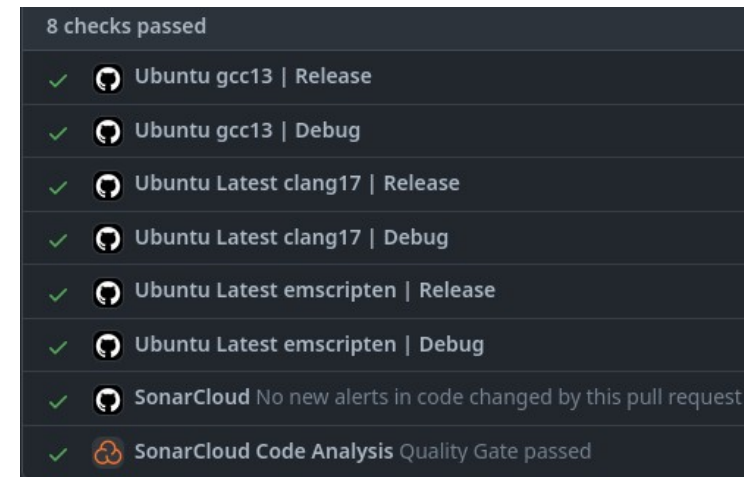 8 checks passed
Ubuntu gcc13 | Release
Ubuntu gcc13 | Debug
Ubuntu Latest clang17 | Release
Ubuntu Latest clang17 | Debug
Ubuntu Latest emscripten | Release
Ubuntu Latest emscripten | Debug
SonarCloud No new alerts in code changed by this pull request
SonarCloud Code Analysis Quality Gate passed